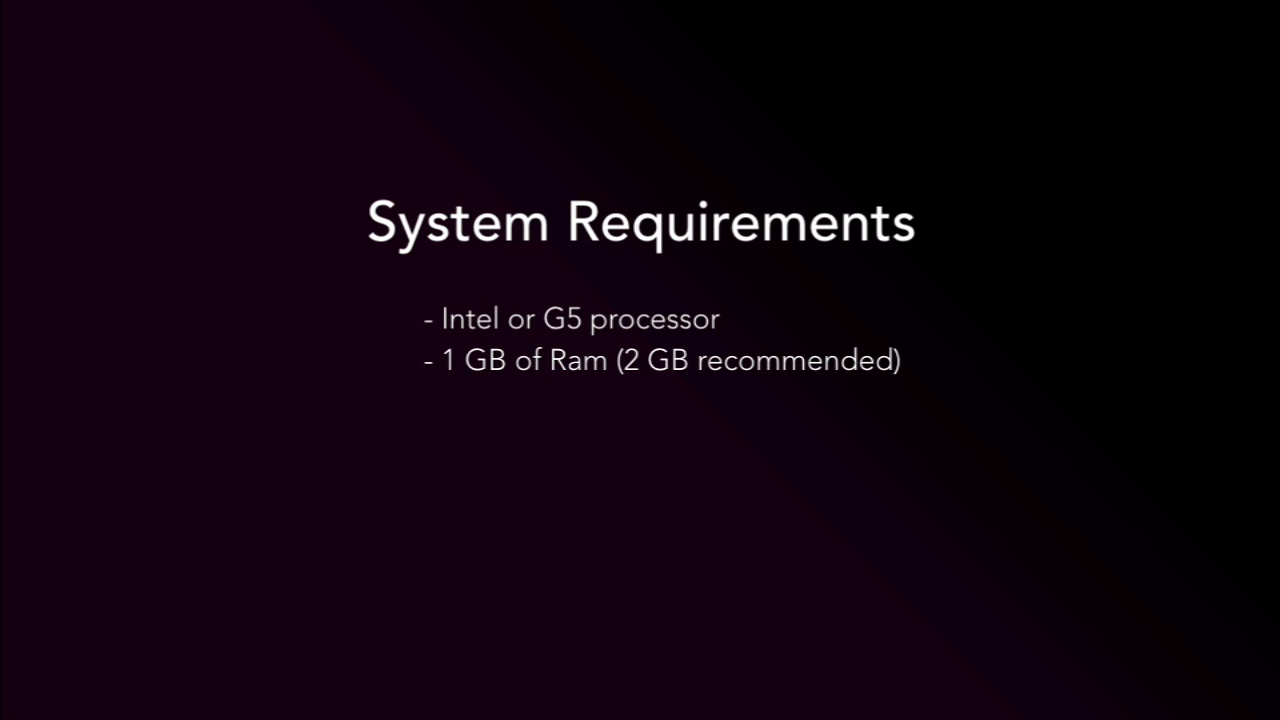 System Requirements
- Intel or G5 processor
- 1 GB of Ram (2 GB recommended)